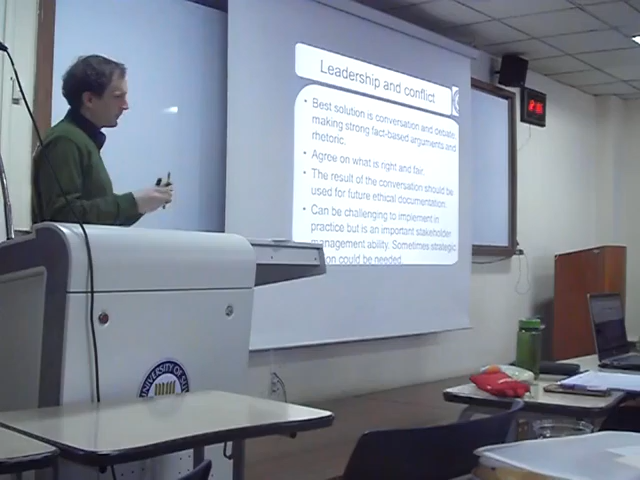 Leadership and conflict
• Best solution is conversation and debate,
making strong fact-based arguments and
rhetoric.
• Agree on what is right and fair.
• The result of the conversation should be
used for future ethical documentation.
• Can be challenging to implement in
practice but is an important stakeholder
management ability. Sometimes strategic
could be needed.
UNIVERSITY OF